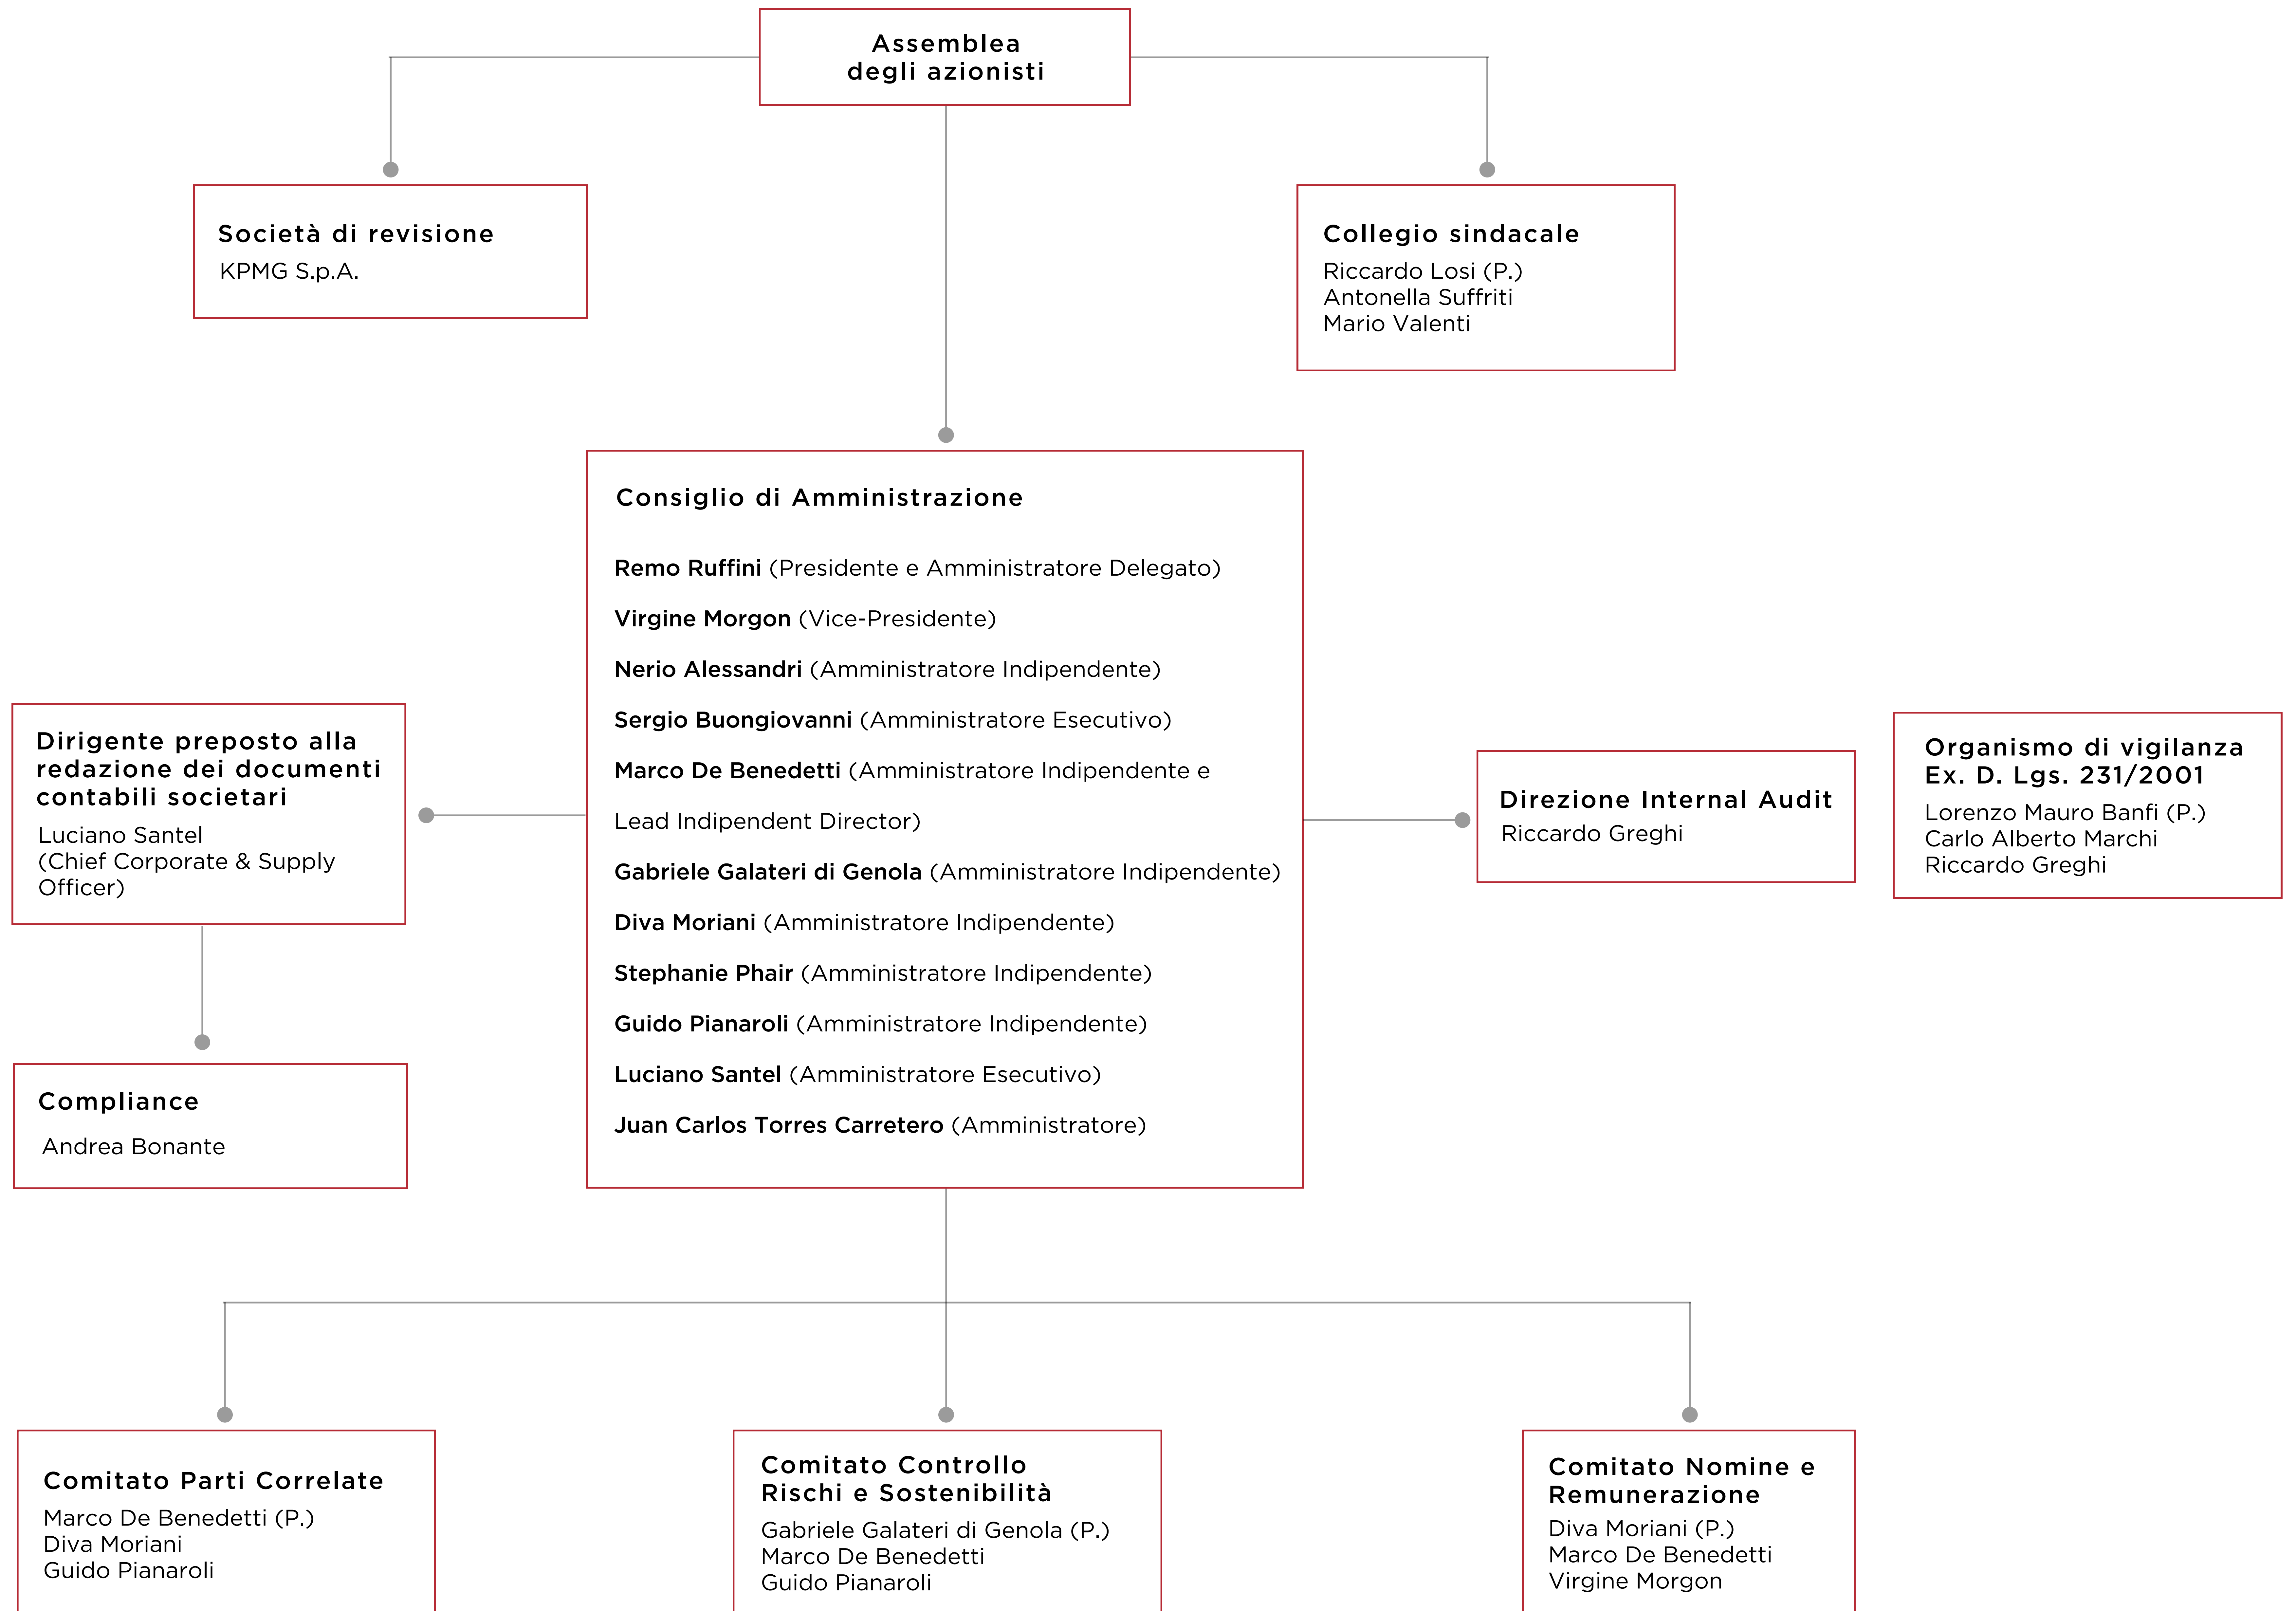 Assemblea
degli azionisti
Società di revisione
KPMG S.p.A.
Collegio sindacale
Riccardo Losi (P.)
Antonella Suffriti
Mario Valenti
Consiglio di Amministrazione
Remo Ruffini (Presidente e Amministratore Delegato)
Virgine Morgon (Vice-Presidente)
Nerio Alessandri (Amministratore Indipendente)
Sergio Buongiovanni (Amministratore Esecutivo)
Marco De Benedetti (Amministratore Indipendente e
Lead Indipendent Director)
Gabriele Galateri di Genola (Amministratore Indipendente)
Diva Moriani (Amministratore Indipendente)
Stephanie Phair (Amministratore Indipendente)
Guido Pianaroli (Amministratore Indipendente)
Luciano Santel (Amministratore Esecutivo)
Juan Carlos Torres Carretero (Amministratore)
Dirigente preposto alla
redazione dei documenti
contabili societari
Luciano Santel
(Chief Corporate & Supply
Officer)
Compliance
Andrea Bonante
Direzione Internal Audit
Riccardo Greghi
Organismo di vigilanza
Ex. D. Lgs. 231/2001
Lorenzo Mauro Banfi (P.)
Carlo Alberto Marchi
Riccardo Greghi
Comitato Parti Correlate
Marco De Benedetti (P.)
Diva Moriani
Guido Pianaroli
Comitato Controllo
Rischi e Sostenibilità
Gabriele Galateri di Genola (P.)
Marco De Benedetti
Guido Pianaroli
Comitato Nomine e
Remunerazione
Diva Moriani (P.)
Marco De Benedetti
Virgine Morgon